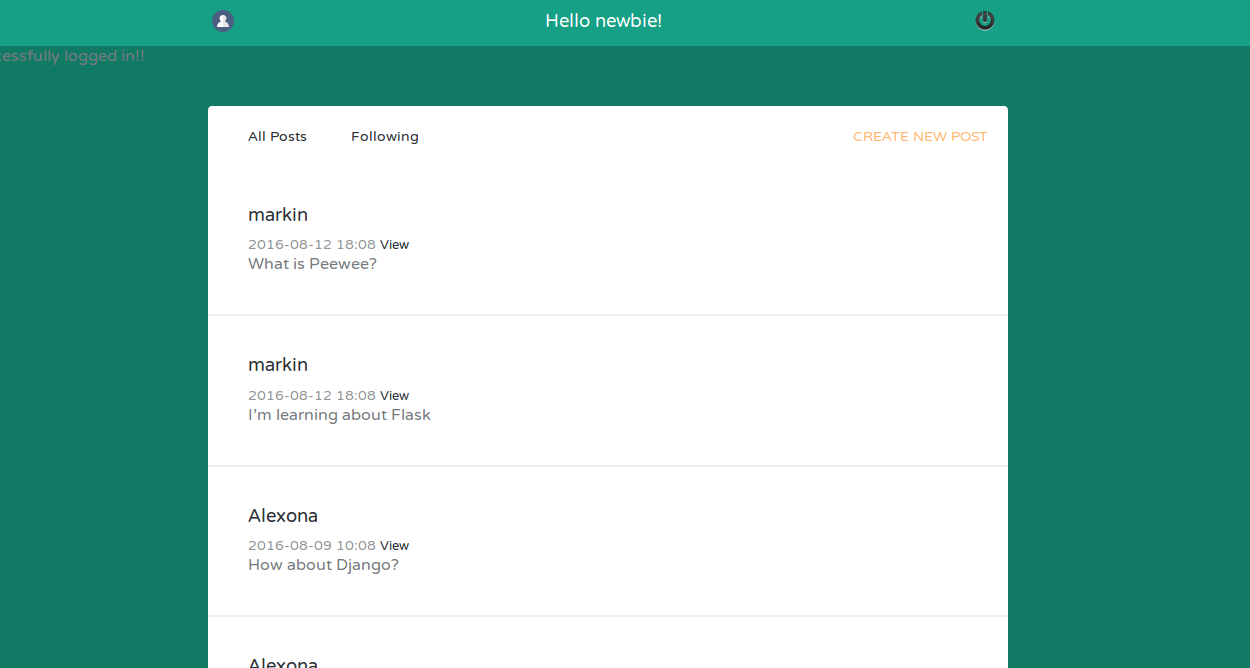 Hello newbie!
cessfully logged in!!
All Posts Following CREATE NEW POST
markin
2016-08-12 18:08 View
What is Peewee?
markin
2016-08-12 18:08 View
I'm learning about Flask
Alexona
2016-08-09 10:08 View
How about Django?
Alexona